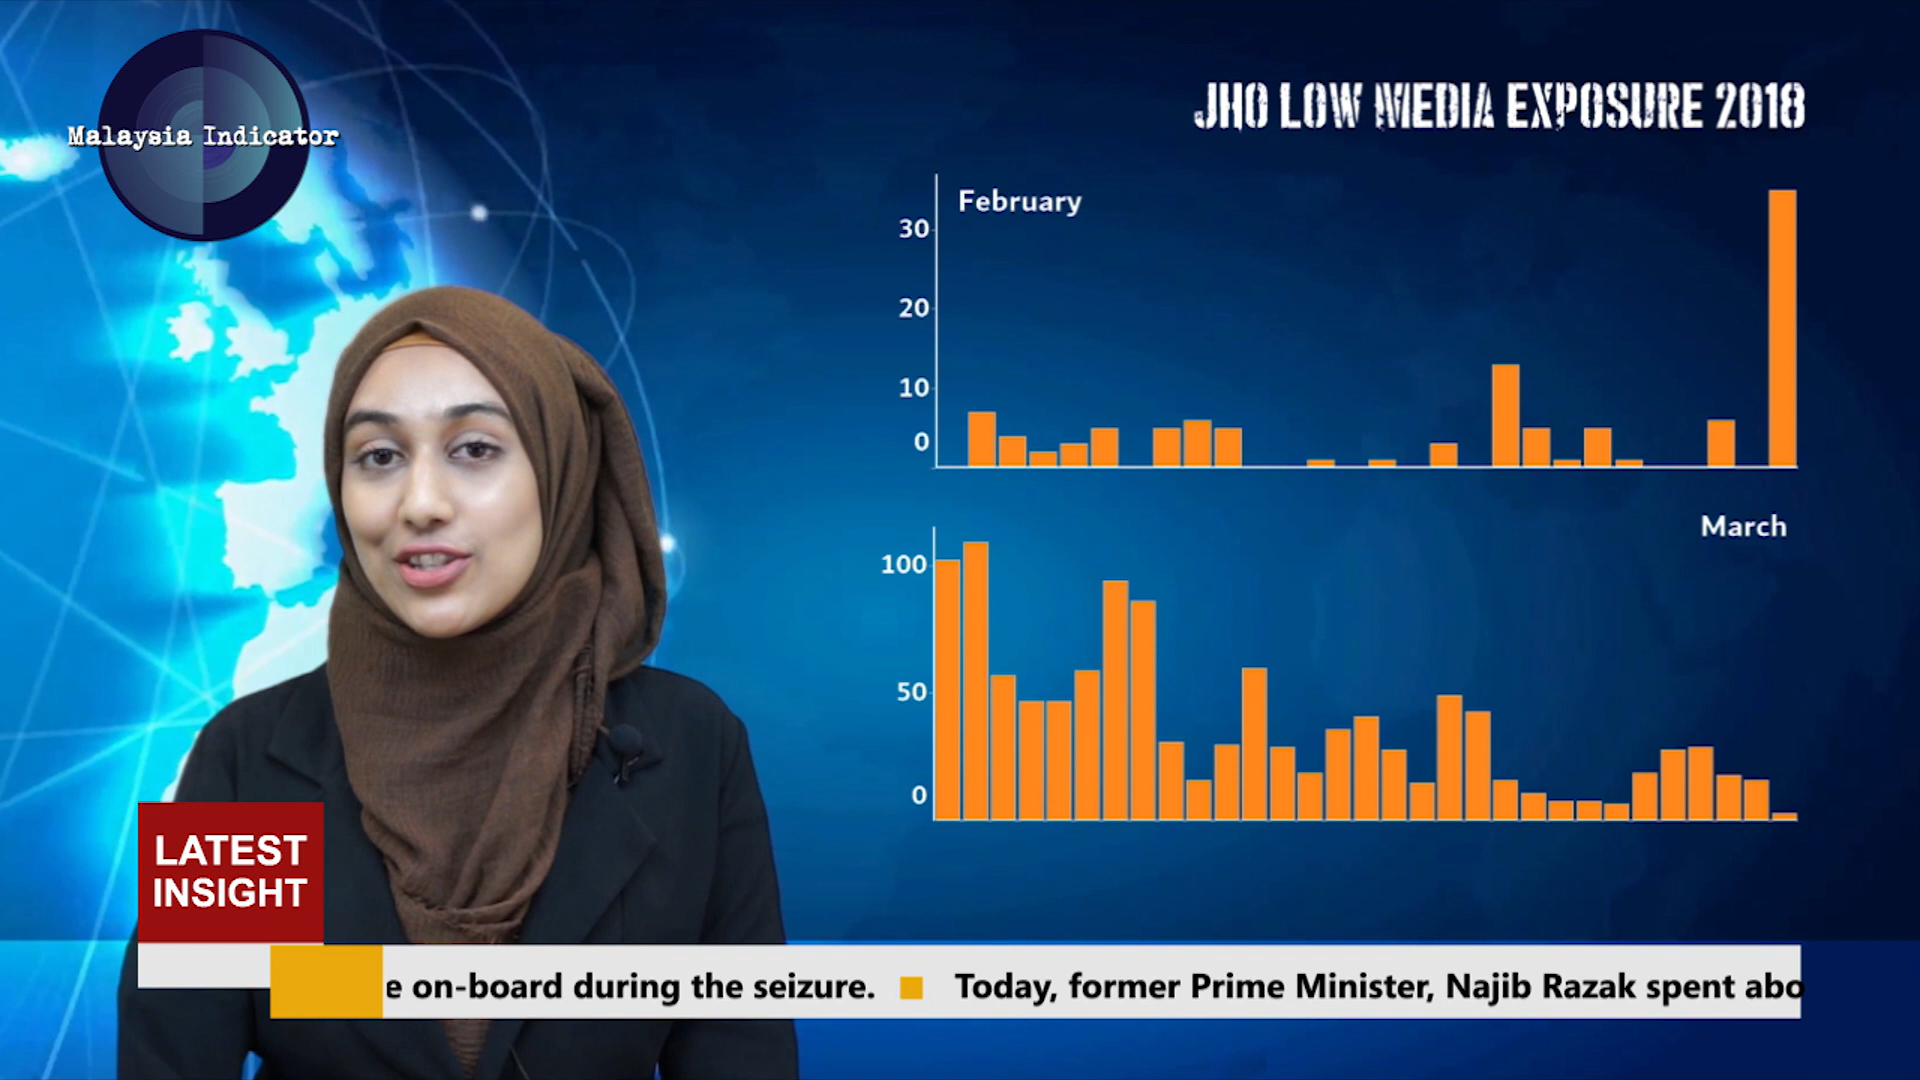 Malaysia Indicator
JHO LOW MEDIA EXPOSURE 2018
February
30
20
10
0
March
100
50
0
LATEST
INSIGHT
e on-board during the seizure. Today, former Prime Minister, Najib Razak spent abo